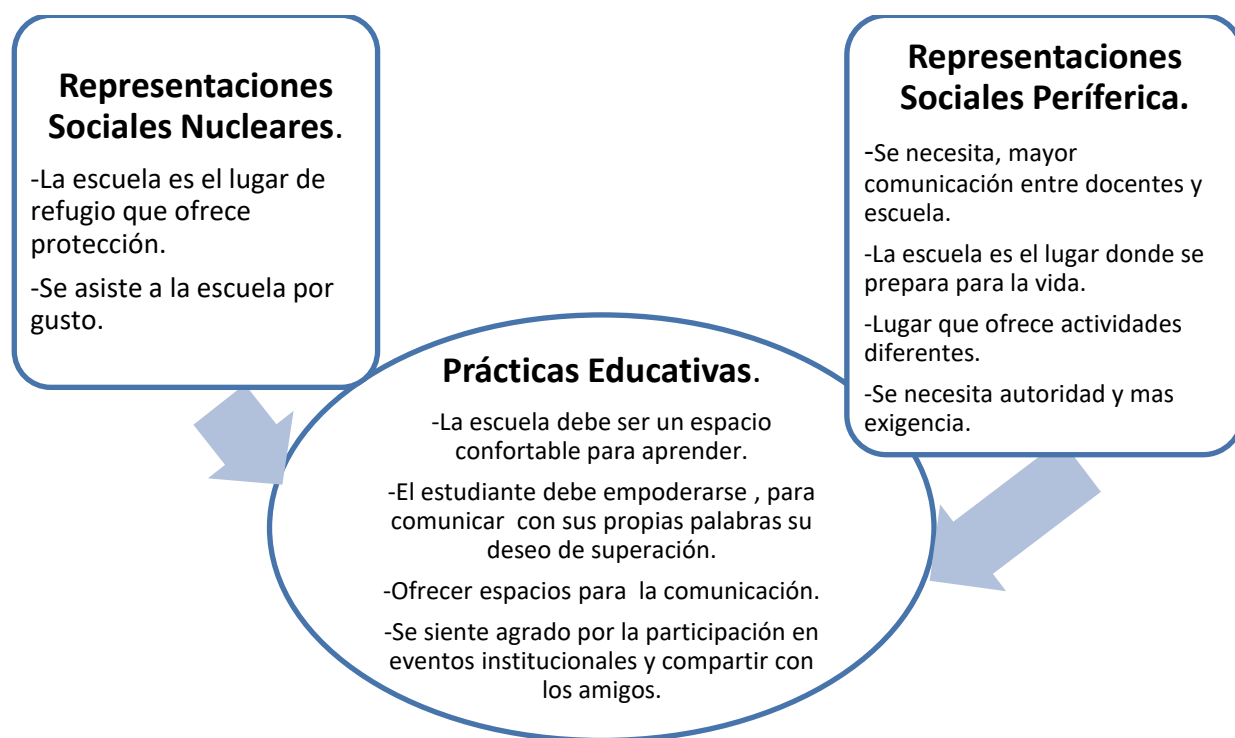 Representaciones
Sociales Nucleares.
-La escuela es el lugar de
refugio que ofrece
protección.
-Se asiste a la escuela por
gusto.
Representaciones
Sociales Períferica.
-Se necesita, mayor
comunicación entre docentes y
escuela.
-La escuela es el lugar donde se
prepara para la vida.
-Lugar que ofrece actividades
diferentes.
-Se necesita autoridad y mas
exigencia.
Prácticas Educativas.
-La escuela debe ser un espacio
confortable para aprender.
-El estudiante debe empoderarse , para
comunicar con sus propias palabras su
deseo de superación.
-Ofrecer espacios para la comunicación.
-Se siente agrado por la participación en
eventos institucionales y compartir con
los amigos.